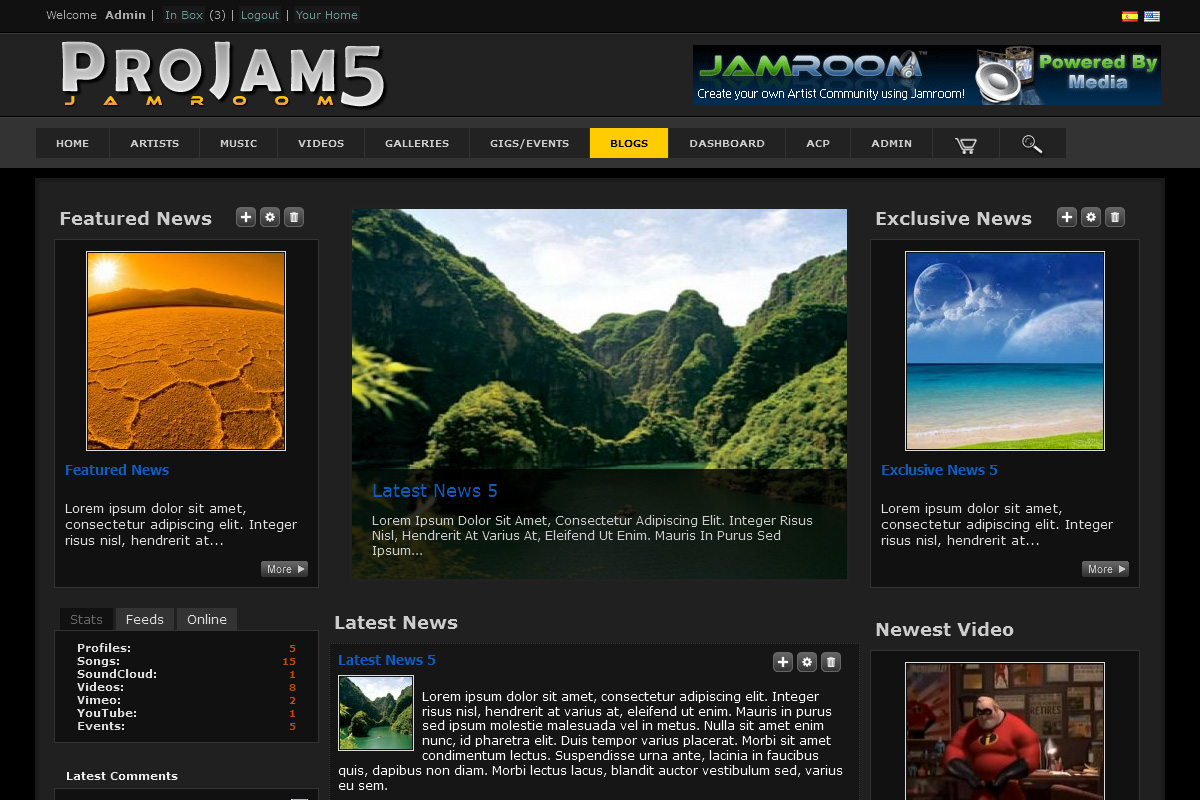 Welcome Admin | In Box (3) | Logout | Your Home
PROJAM5
JAMROOM
JAMROOM™
Create your own Artist Community using Jamroom!
Powered By
Media
HOME ARTISTS MUSIC VIDEOS GALLERIES GIGS/EVENTS BLOGS DASHBOARD ACP ADMIN
Featured News
Featured News
Lorem ipsum dolor sit amet,
consectetur adipiscing elit. Integer
risus nisl, hendrerit at...
More
Latest News 5
Lorem Ipsum Dolor Sit Amet, Consectetur Adipiscing Elit. Integer Risus
Nisl, Hendrerit At Varius At, Eleifend Ut Enim. Mauris In Purus Sed
Ipsum...
Exclusive News
Exclusive News 5
Lorem ipsum dolor sit amet,
consectetur adipiscing elit. Integer
risus nisl, hendrerit at...
More
Stats Feeds Online
Profiles: 5
Songs: 15
SoundCloud: 1
Videos: 8
Vimeo: 2
YouTube: 1
Events: 5
Latest Comments
Latest News
Latest News 5
Lorem ipsum dolor sit amet, consectetur adipiscing elit. Integer
risus nisl, hendrerit at varius at, eleifend ut enim. Mauris in purus
sed ipsum molestie malesuada vel in metus. Nulla sit amet enim
nunc, id pharetra elit. Duis tempor varius placerat. Morbi sit amet
condimentum lectus. Suspendisse urna ante, lacinia in faucibus
quis, dapibus non diam. Morbi lectus lacus, blandit auctor vestibulum sed, varius
eu sem.
Newest Video
RETIRES